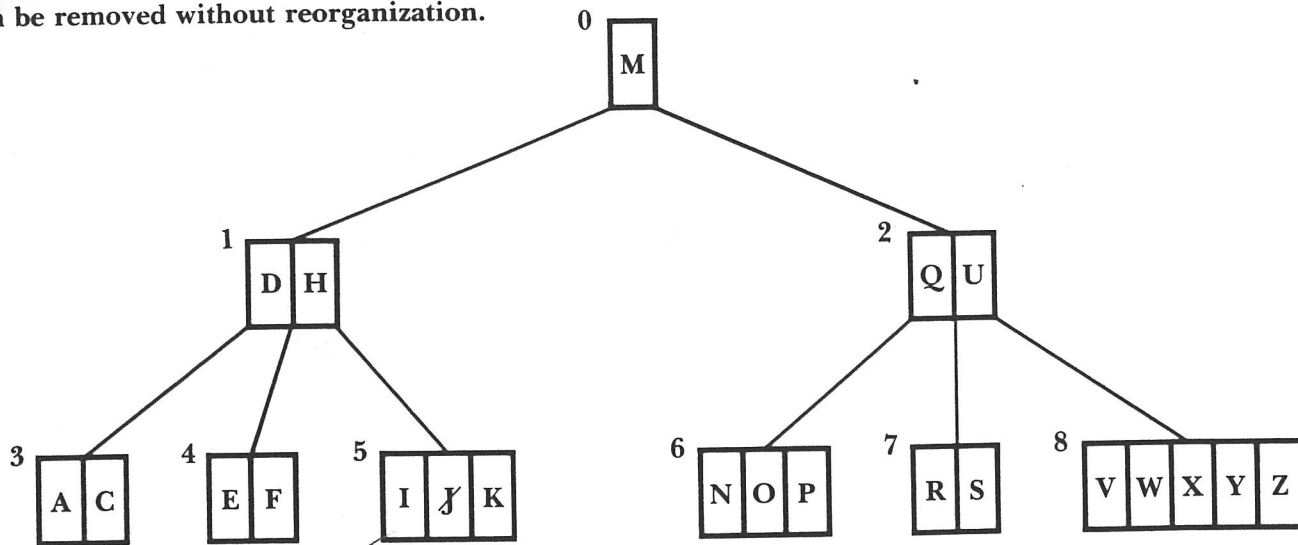 be removed without reorganization.
0
M
1
D H
2
Q U
3
A C
4
E F
5
I J K
6
N O P
7
R S
8
V W X Y Z